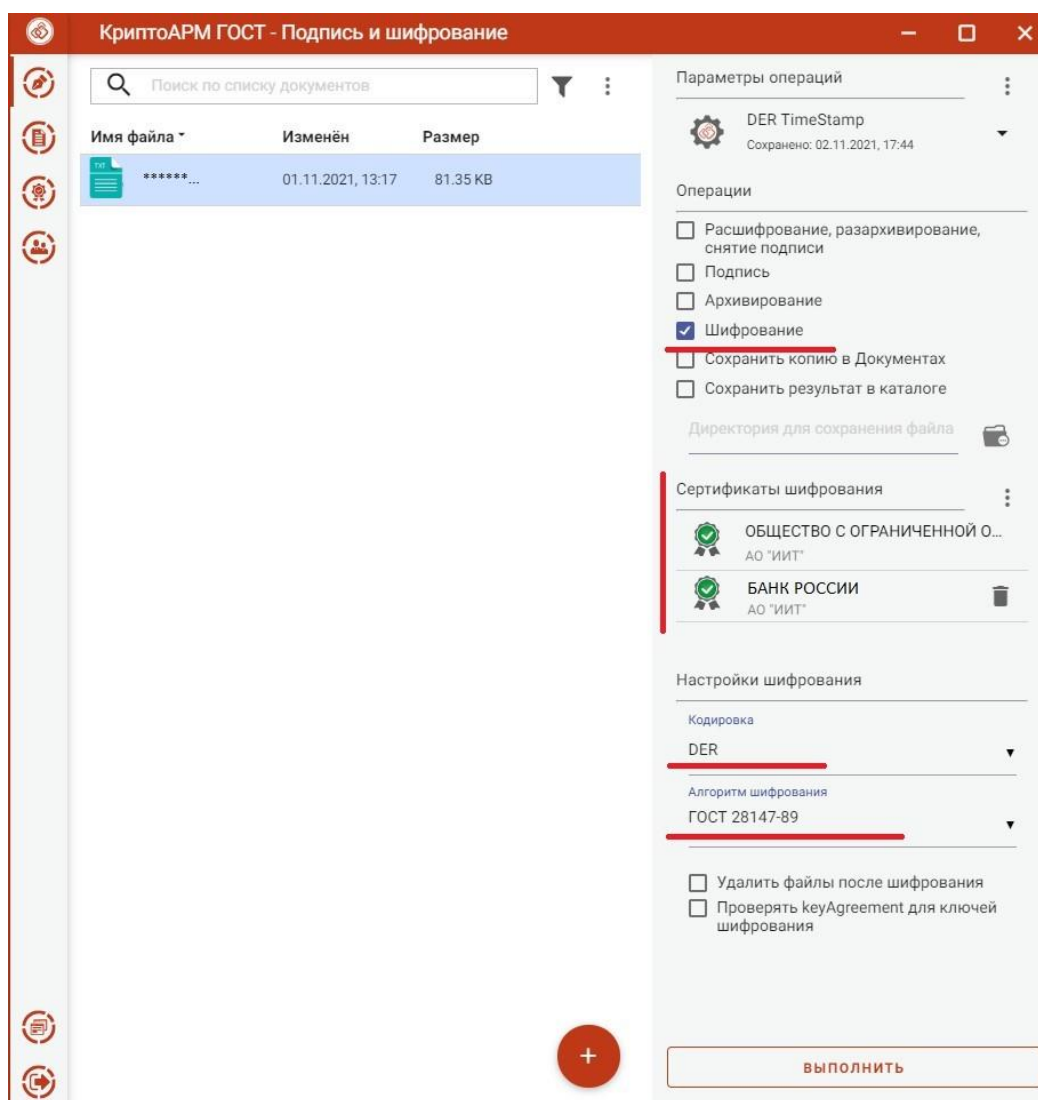 КриптоАРМ ГОСТ - Подпись и шифрование
Поиск по списку документов
Имя файла Изменён Размер
TXT ******... 01.11.2021, 13:17 81.35 KB
Параметры операций
DER TimeStamp
Сохранено: 02.11.2021, 17:44
Операции
Расшифрование, разархивирование,
снятие подписи
Подпись
Архивирование
Шифрование
Сохранить копию в Документах
Сохранить результат в каталоге
Директория для сохранения файла
Сертификаты шифрования
ОБЩЕСТВО С ОГРАНИЧЕННОЙ О...
АО "ИИТ"
БАНК РОССИИ
АО "ИИТ"
Настройки шифрования
Кодировка
DER
Алгоритм шифрования
ГОСТ 28147-89
Удалить файлы после шифрования
Проверять keyAgreement для ключей
шифрования
ВЫПОЛНИТЬ